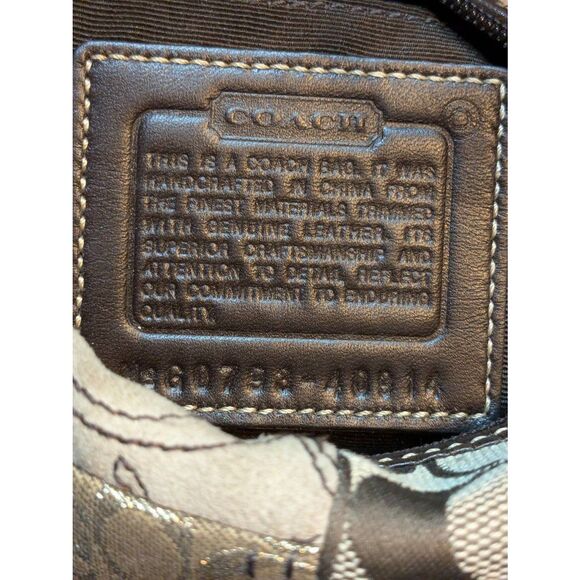 COACH
THIS IS A COACH BAG. IT WAS
HANDCRAFTED IN CHINA FROM
THE FINEST MATERIALS TRIMMED
WITH GENUINE LEATHER. ITS
SUPERIOR CRAFTSMANSHIP AND
ATTENTION TO DETAIL REFLECT
OUR COMMITMENT TO ENDURING
QUALITY.